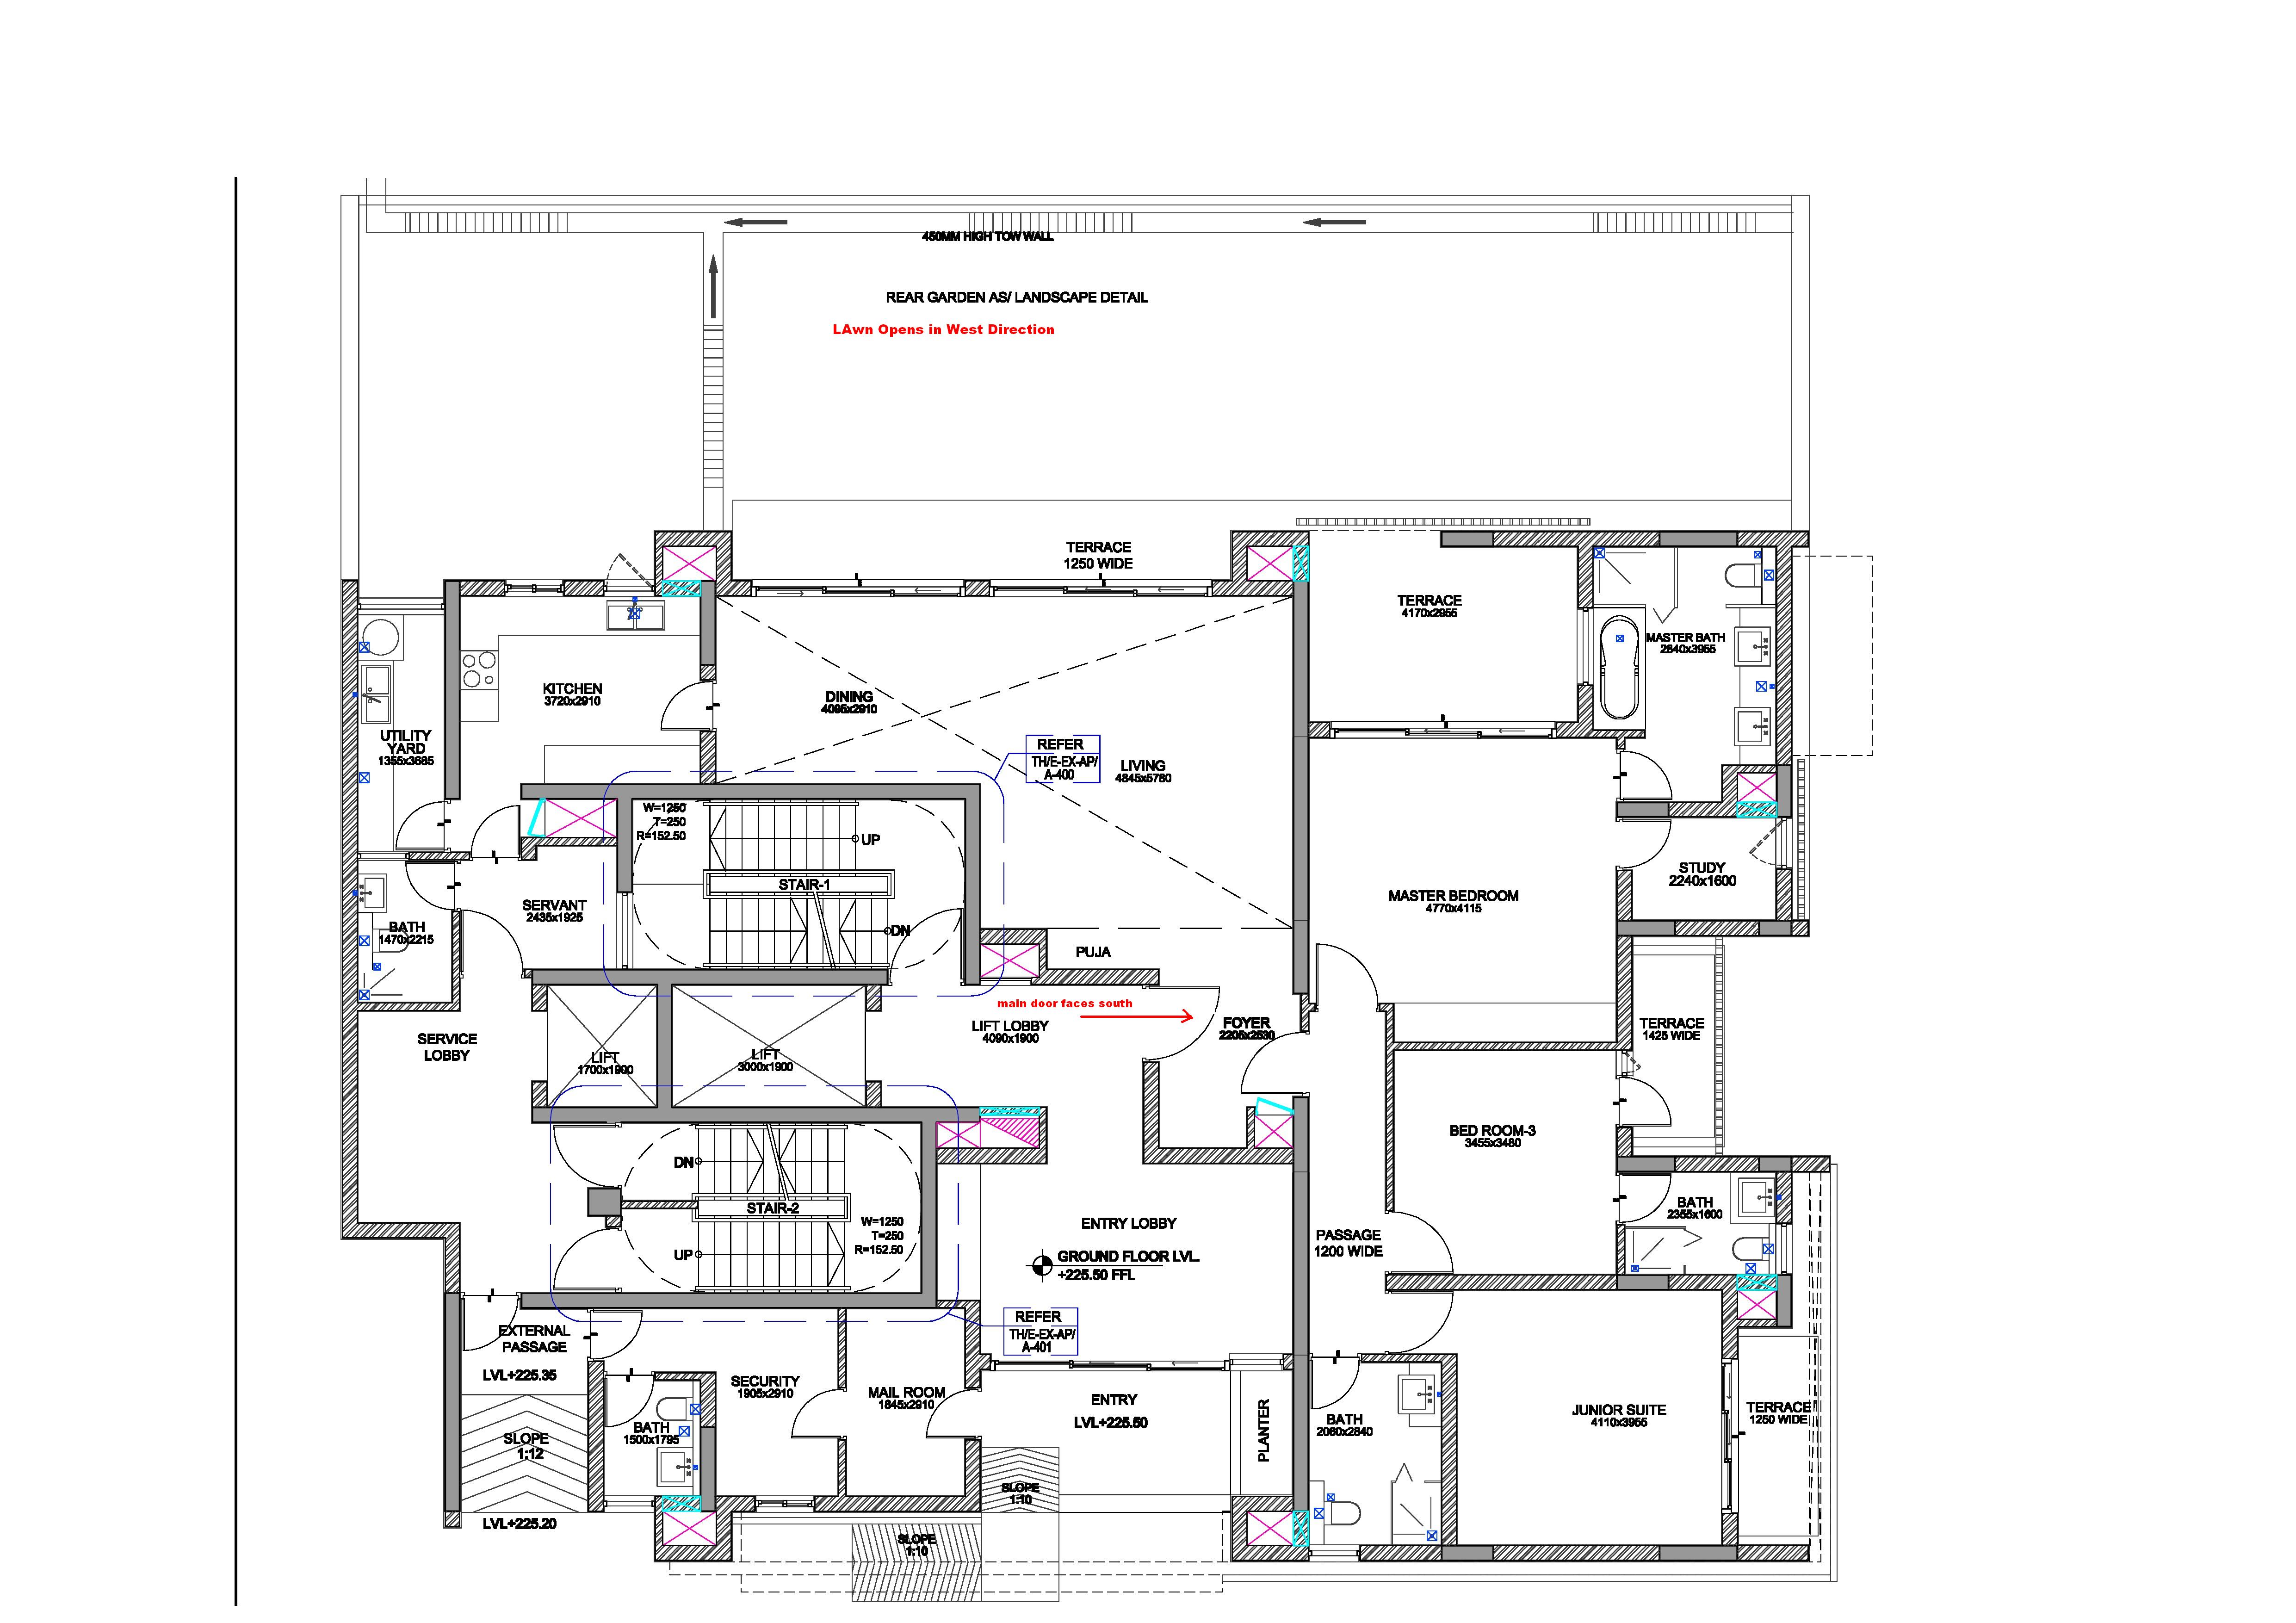 450MM HIGH TOW WALL
REAR GARDEN AS/ LANDSCAPE DETAIL
LAwn Opens in West Direction
TERRACE
1250 WIDE
TERRACE
4170x2955
MASTER BATH
2840x3955
KITCHEN
3720x2910
DINING
4095x2910
UTILITY
YARD
1355x3685
REFER
TH/E-EX-AP/
A-400
LIVING
4845x5780
W=1250
T=250
R=152.50
UP
STAIR-1
DN
STUDY
2240x1600
MASTER BEDROOM
4770x4115
SERVANT
2435x1925
BATH
1470x2215
PUJA
main door faces south
LIFT LOBBY
4090x1900
FOYER
2205x2530
TERRACE
1425 WIDE
SERVICE
LOBBY
LIFT
1700x1900
LIFT
3000x1900
BED ROOM-3
3455x3480
DN
STAIR-2
UP
W=1250
T=250
R=152.50
ENTRY LOBBY
GROUND FLOOR LVL.
+225.50 FFL
PASSAGE
1200 WIDE
BATH
2355x1600
REFER
TH/E-EX-AP/
A-401
EXTERNAL
PASSAGE
LVL+225.35
SECURITY
1905x2910
MAIL ROOM
1845x2910
ENTRY
LVL+225.50
PLANTER
BATH
2060x2840
JUNIOR SUITE
4110x3955
TERRACE
1250 WIDE
SLOPE
1:12
BATH
1500x1795
SLOPE
1:10
LVL+225.20
SLOPE
1:10